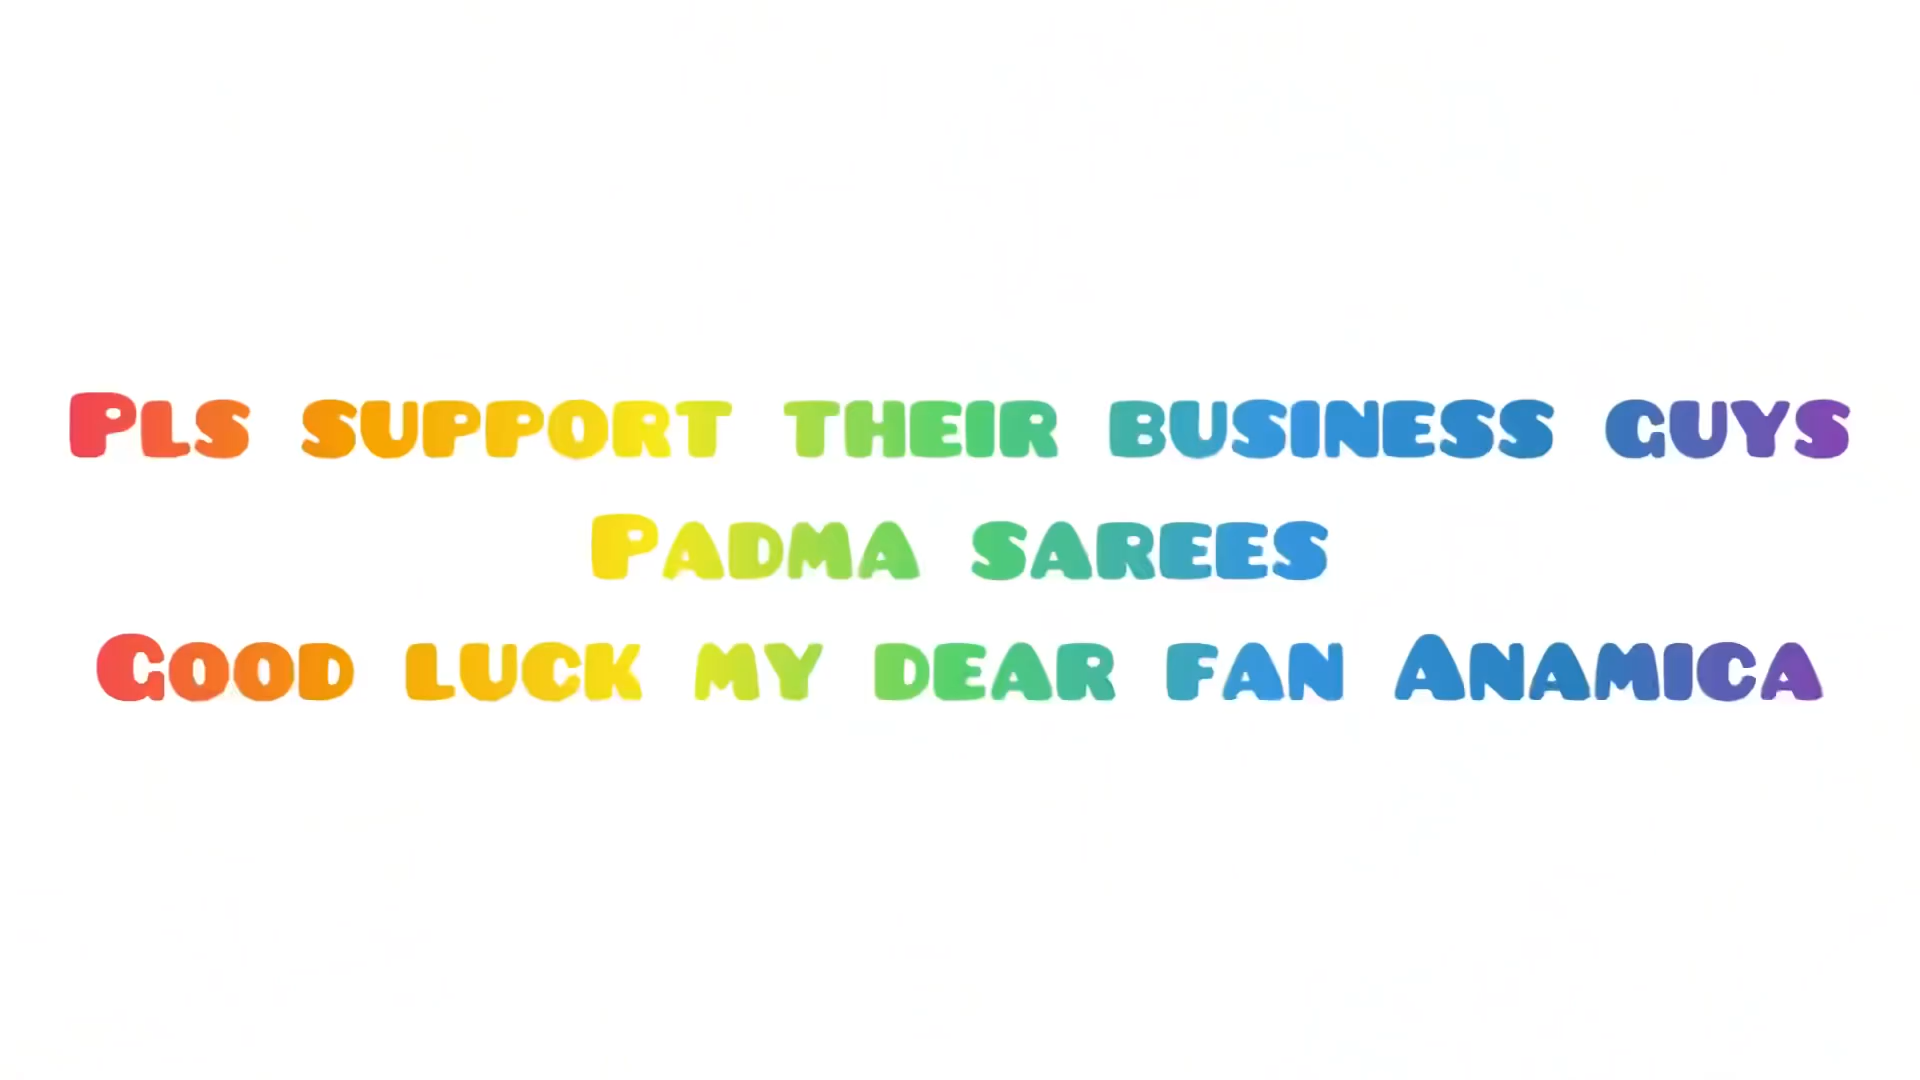 Pls support their business guys
Padma sarees
Good luck my dear fan Anamica